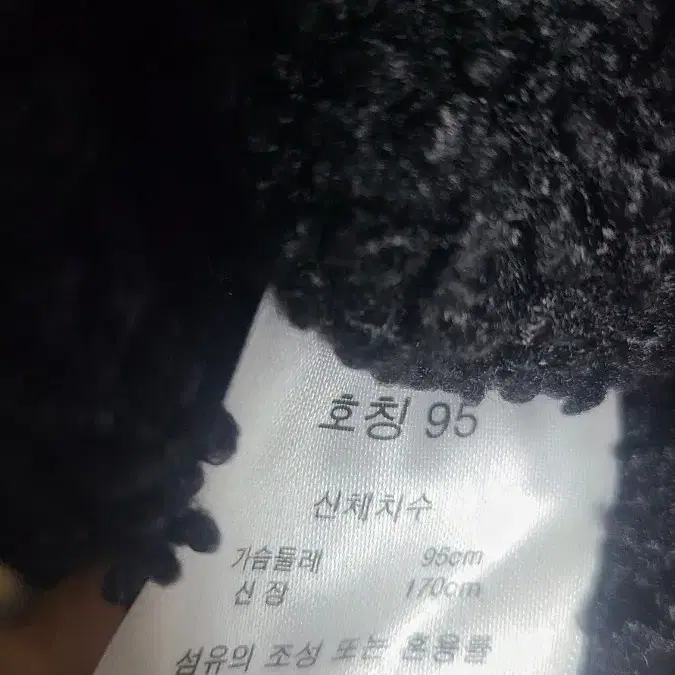 호칭 95
신체치수
가슴둘레 95cm
신장 170cm
섬유의 조성 또는 혼용률